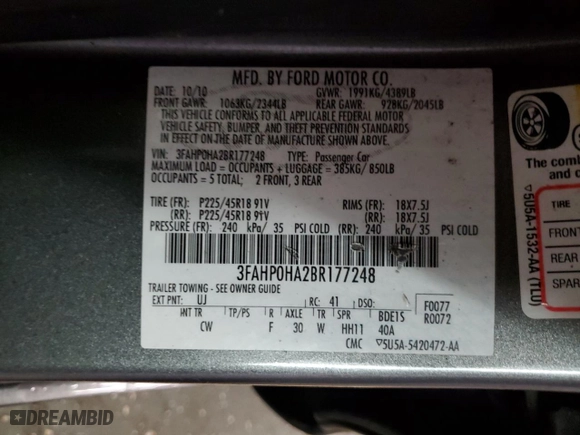 MFD. BY FORD MOTOR CO.
DATE: 10/10 GVWR: 1991KG/4389LB
FRONT GAWR: 1063KG/2344LB REAR GAWR: 928KG/2045LB
THIS VEHICLE CONFORMS TO ALL APPLICABLE FEDERAL MOTOR
VEHICLE SAFETY, BUMPER, AND THEFT PREVENTION STANDARDS
IN EFFECT ON THE DATE OF MANUFACTURE SHOWN ABOVE.
VIN: 3FAHP0HA2BR177248 TYPE: Passenger Car
MAXIMUM LOAD = OCCUPANTS + LUGGAGE = 385KG/850LB
OCCUPANTS = 5 TOTAL; 2 FRONT, 3 REAR
TIRE (FR): P225/45R18 91V RIMS (FR): 18X7.5J
(RR): P225/45R18 91V (RR): 18X7.5J
PRESSURE (FR): 240 kPa/ 35 PSI COLD (RR): 240 kPa/ 35 PSI COLD
3FAHP0HA2BR177248
TRAILER TOWING - SEE OWNER GUIDE
EXT PNT: UJ RC: 41 DSO: F0077
R0072
INT TR TP/PS R AXLE TR SPR BDE1S
CW F 30 W HH11 40A
CMC ▽5U5A-5420472-AA
The com
and c
TIRE
FRONT
REAR
SPAR
▽5U5A-1532-AA (TLU)
DREAMBID